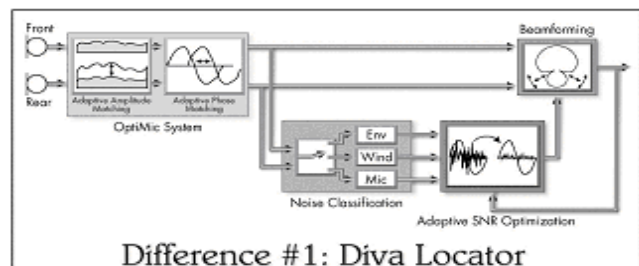 Front
Rear
Adaptive Amplitude Matching
Adaptive Phase Matching
OptiMic System
Beamforming
Env
Wind
Mic
Noise Classification
Adaptive SNR Optimization
Difference #1: Diva Locator